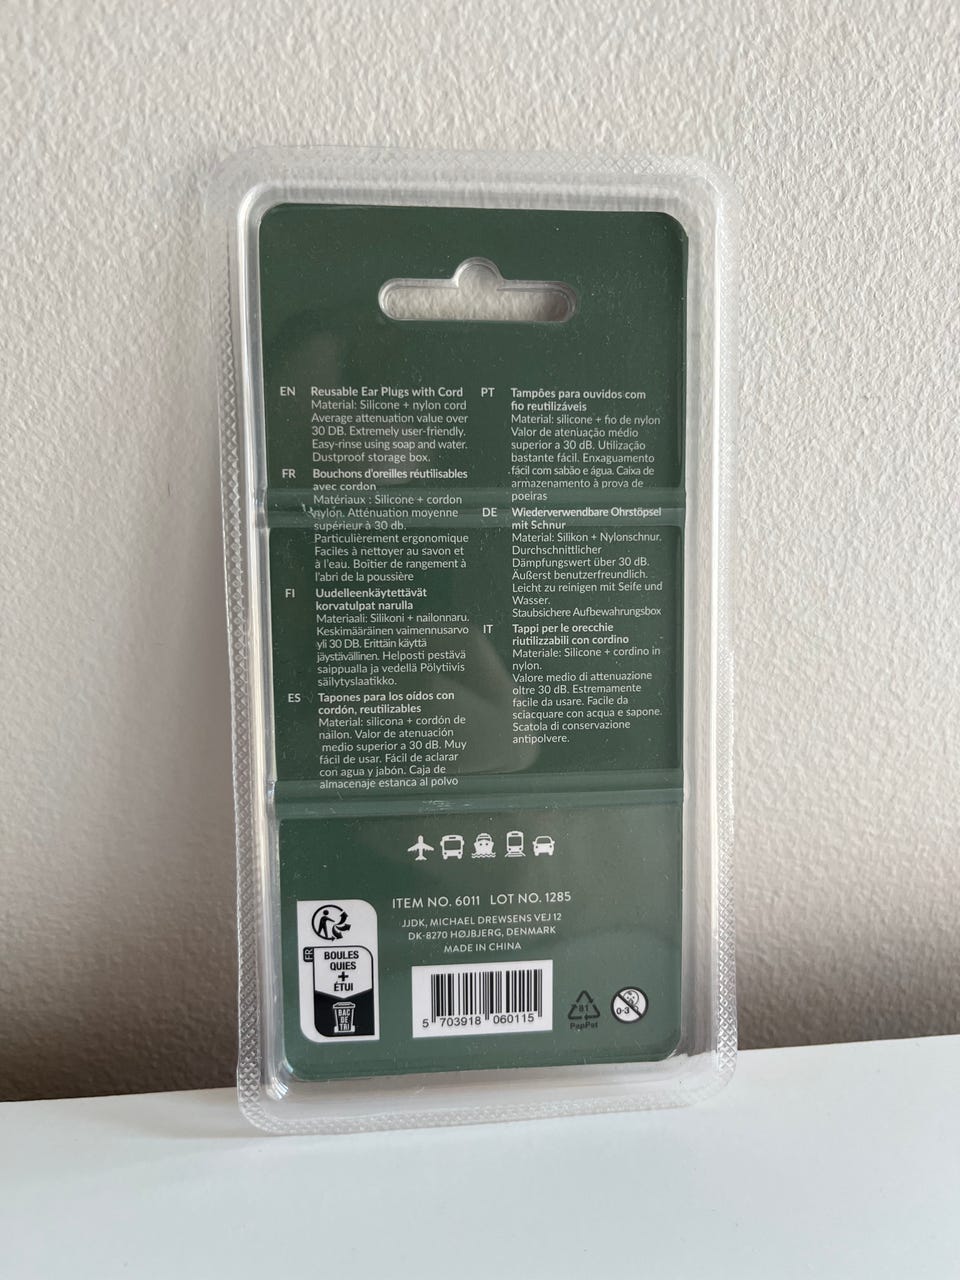 EN Reusable Ear Plugs with Cord
Material: Silicone + nylon cord
Average attenuation value over
30 DB. Extremely user-friendly.
Easy-rinse using soap and water.
Dustproof storage box.
FR Bouchons d'oreilles réutilisables
avec cordon
Matériaux : Silicone + cordon
nylon. Atténuation moyenne
supérieur à 30 db.
Particulièrement ergonomique
Faciles à nettoyer au savon et
à l'eau. Boîtier de rangement à
l'abri de la poussière
FI Uudelleenkäytettävät
korvatulpat narulla
Materiaali: Silikoni + nailonnaru.
Keskimääräinen vaimennusarvo
yli 30 DB. Erittäin käyttä
jäystävällinen. Helposti pestävä
saippualla ja vedellä Pölytiivis
säilytyslaatikko.
ES Tapones para los oídos con
cordón, reutilizables
Material: silicona + cordón de
nailon. Valor de atenuación
medio superior a 30 dB. Muy
fácil de usar. Fácil de aclarar
con agua y jabón. Caja de
almacenaje estanca al polvo
PT Tampões para ouvidos com
fio reutilizáveis
Material: silicone + fio de nylon
Valor de atenuação médio
superior a 30 dB. Utilização
bastante fácil. Enxaguamento
fácil com sabão e água. Caixa de
armazenamento à prova de
poeiras
DE Wiederverwendbare Ohrstöpsel
mit Schnur
Material: Silikon + Nylonschnur.
Durchschnittlicher
Dämpfungswert über 30 dB.
Äußerst benutzerfreundlich.
Leicht zu reinigen mit Seife und
Wasser.
Staubsichere Aufbewahrungsbox
IT Tappi per le orecchie
riutilizzabili con cordino
Materiale: Silicone + cordino in
nylon.
Valore medio di attenuazione
oltre 30 dB. Estremamente
facile da usare. Facile da
sciacquare con acqua e sapone.
Scatola di conservazione
antipolvere.
ITEM NO. 6011 LOT NO. 1285
JJDK, MICHAEL DREWSENS VEJ 12
DK-8270 HØJBJERG, DENMARK
MADE IN CHINA
FR
BOULES
QUIES
+
ÉTUI
BAC
DE
TRI
5 703918 060115
81
PapPet
0-3